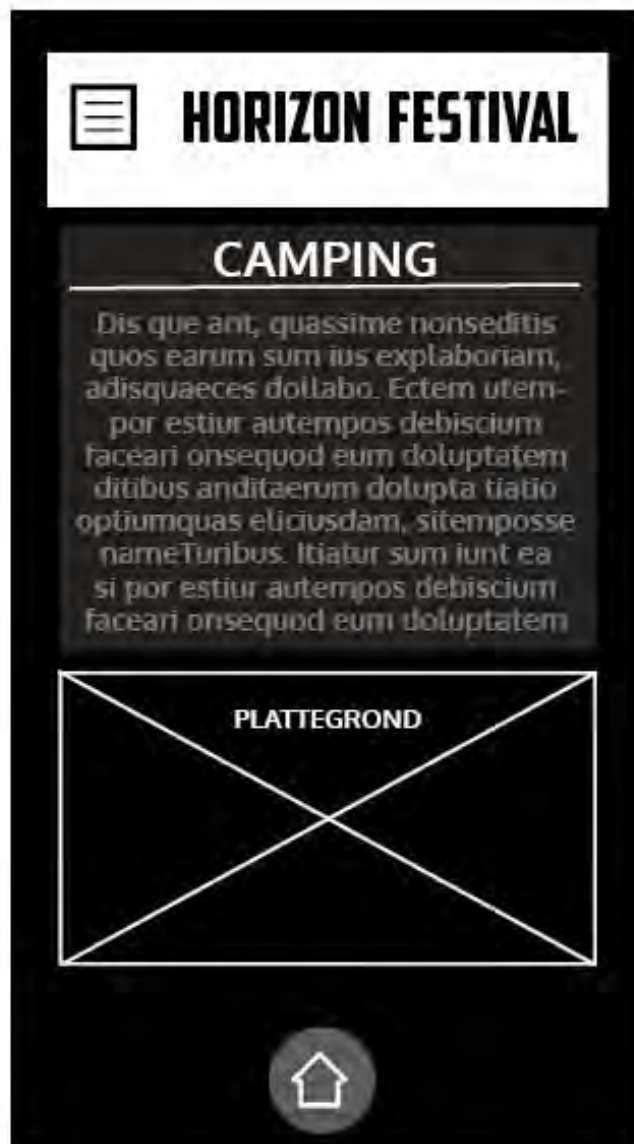 HORIZON FESTIVAL
CAMPING
Dis que ant, quassime nonseditis
quos earum sum ius explaboriam,
adisquaeces dollabo. Ectem utem-
por estiur autempos debiscium
faceari onsequod eum doluptatem
ditibus anditaerum dolupta tiatio
optiumquas eliciusdam, sitemposse
nameTuribus. Itiatur sum iunt ea
si por estiur autempos debiscium
faceari onsequod eum doluptatem
PLATTEGROND